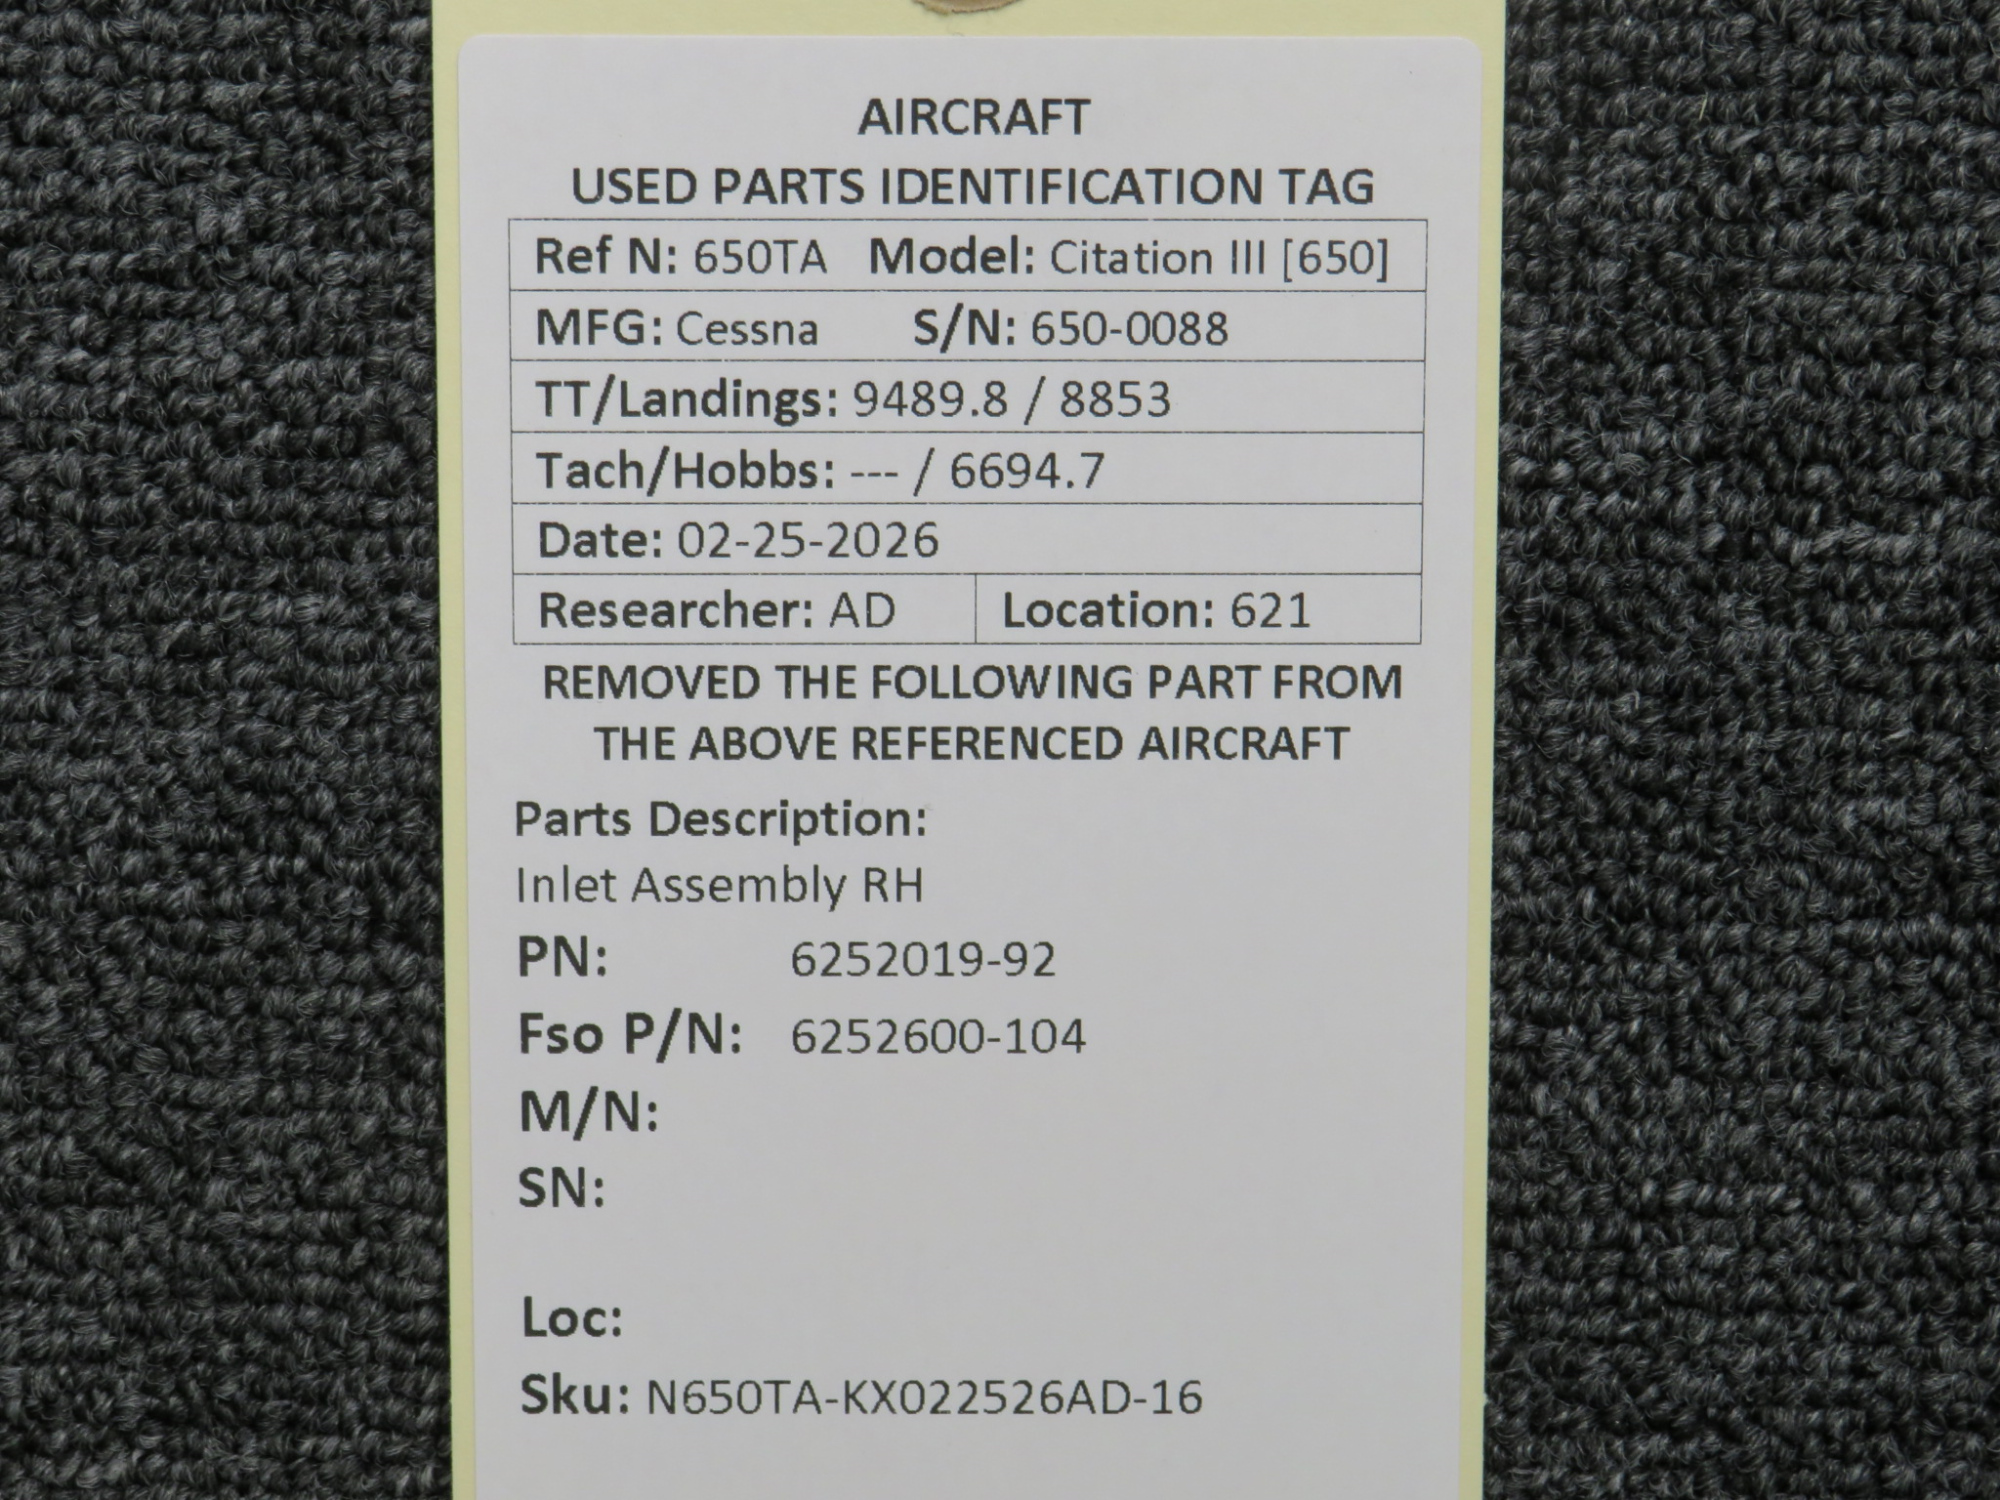 AIRCRAFT
USED PARTS IDENTIFICATION TAG
Ref N: 650TA Model: Citation III [650]
MFG: Cessna S/N: 650-0088
TT/Landings: 9489.8 / 8853
Tach/Hobbs: --- / 6694.7
Date: 02-25-2026
Researcher: AD Location: 621
REMOVED THE FOLLOWING PART FROM
THE ABOVE REFERENCED AIRCRAFT
Parts Description:
Inlet Assembly RH
PN: 6252019-92
Fso P/N: 6252600-104
M/N:
SN:
Loc:
Sku: N650TA-KX022526AD-16